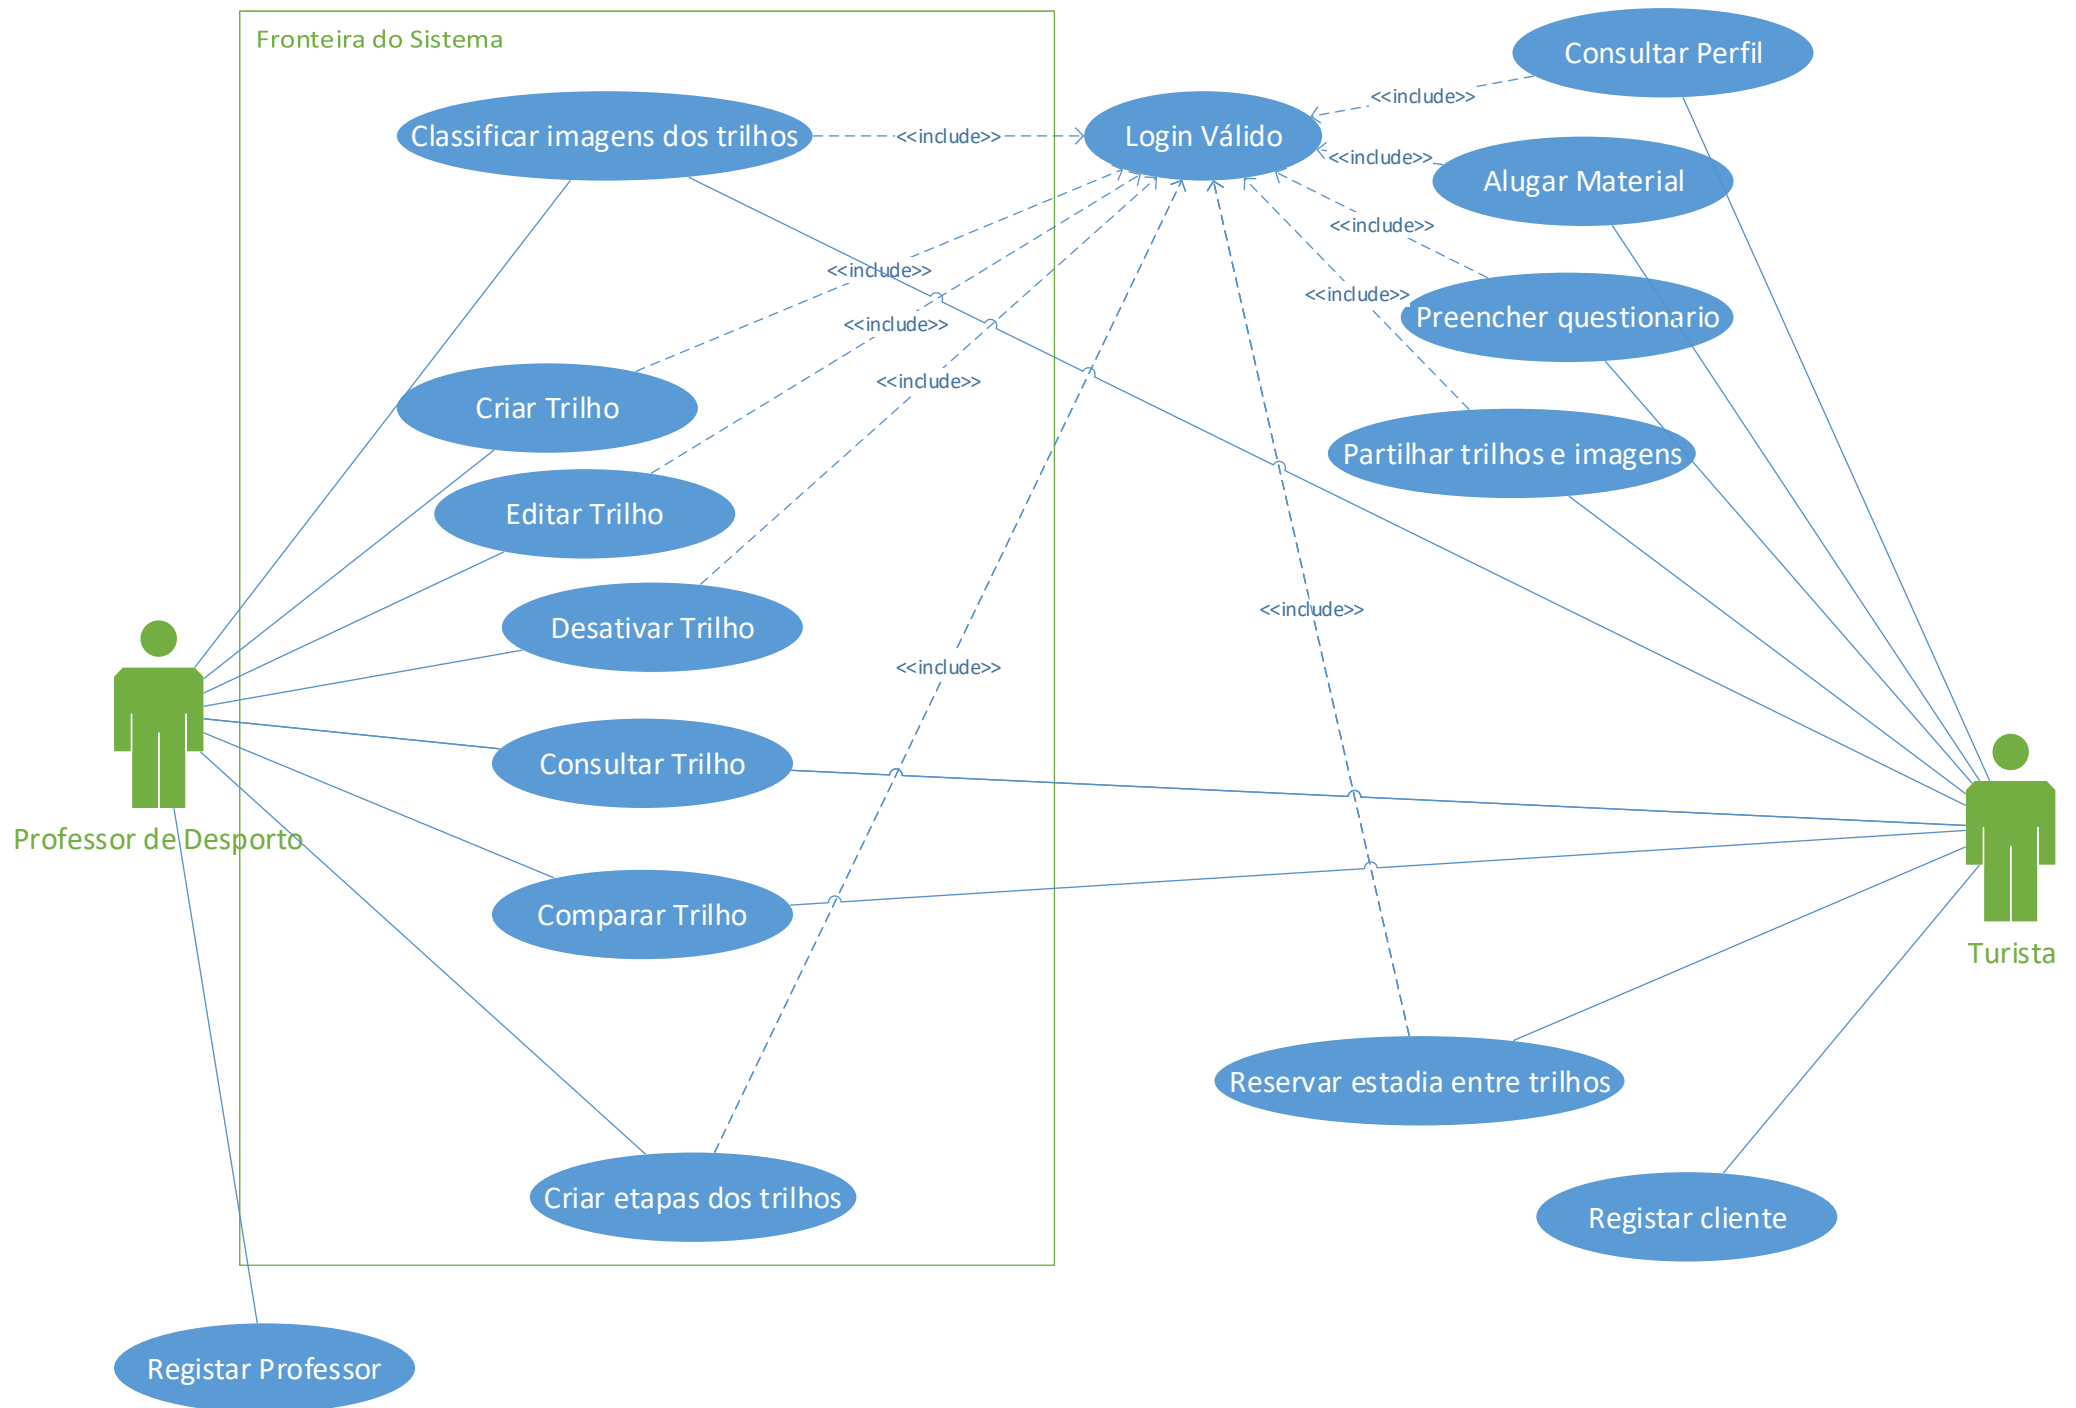 Fronteira do Sistema
Consultar Perfil
<<include>>
Classificar imagens dos trilhos
<<include>>
Login Válido
<<include>>
Alugar Material
<<include>>
<<include>>
<<include>>
Preencher questionario
<<include>>
<<include>>
Criar Trilho
Partilhar trilhos e imagens
Editar Trilho
Desativar Trilho
<<include>>
<<include>>
Consultar Trilho
Professor de Desporto
Comparar Trilho
Turista
Reservar estadia entre trilhos
Criar etapas dos trilhos
Registar cliente
Registar Professor